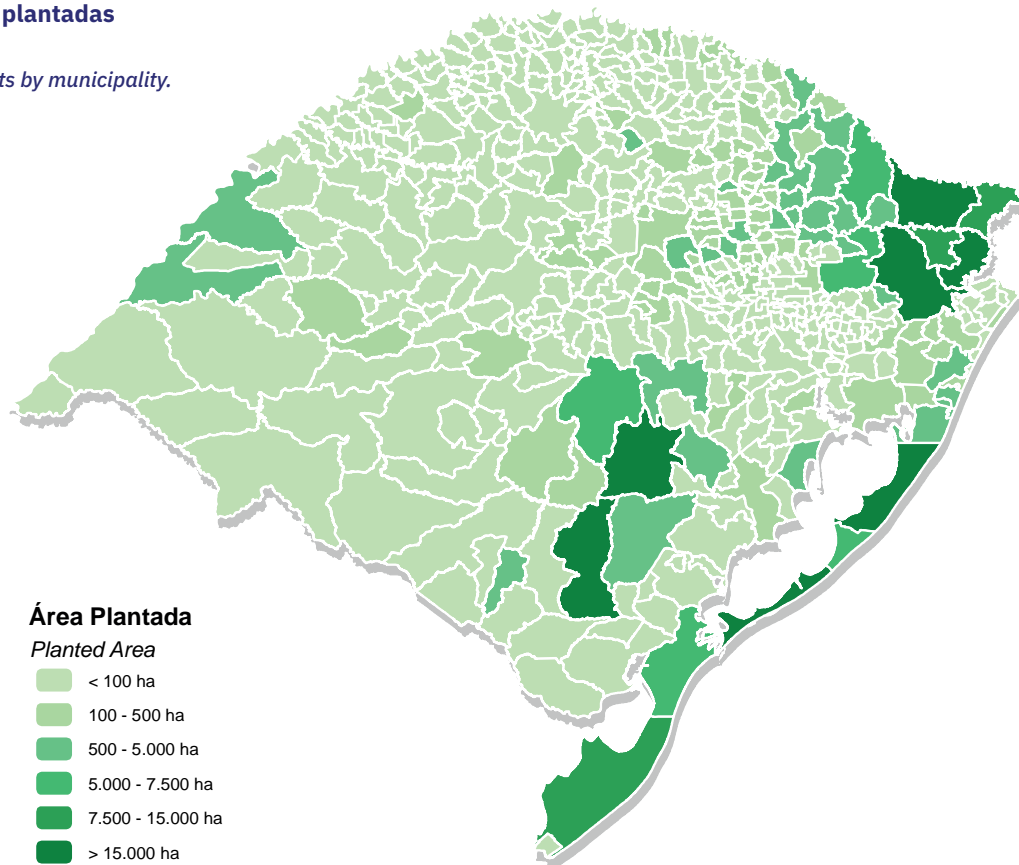 plantadas
ts by municipality.
Área Plantada
Planted Area
< 100 ha
100 - 500 ha
500 - 5.000 ha
5.000 - 7.500 ha
7.500 - 15.000 ha
> 15.000 ha